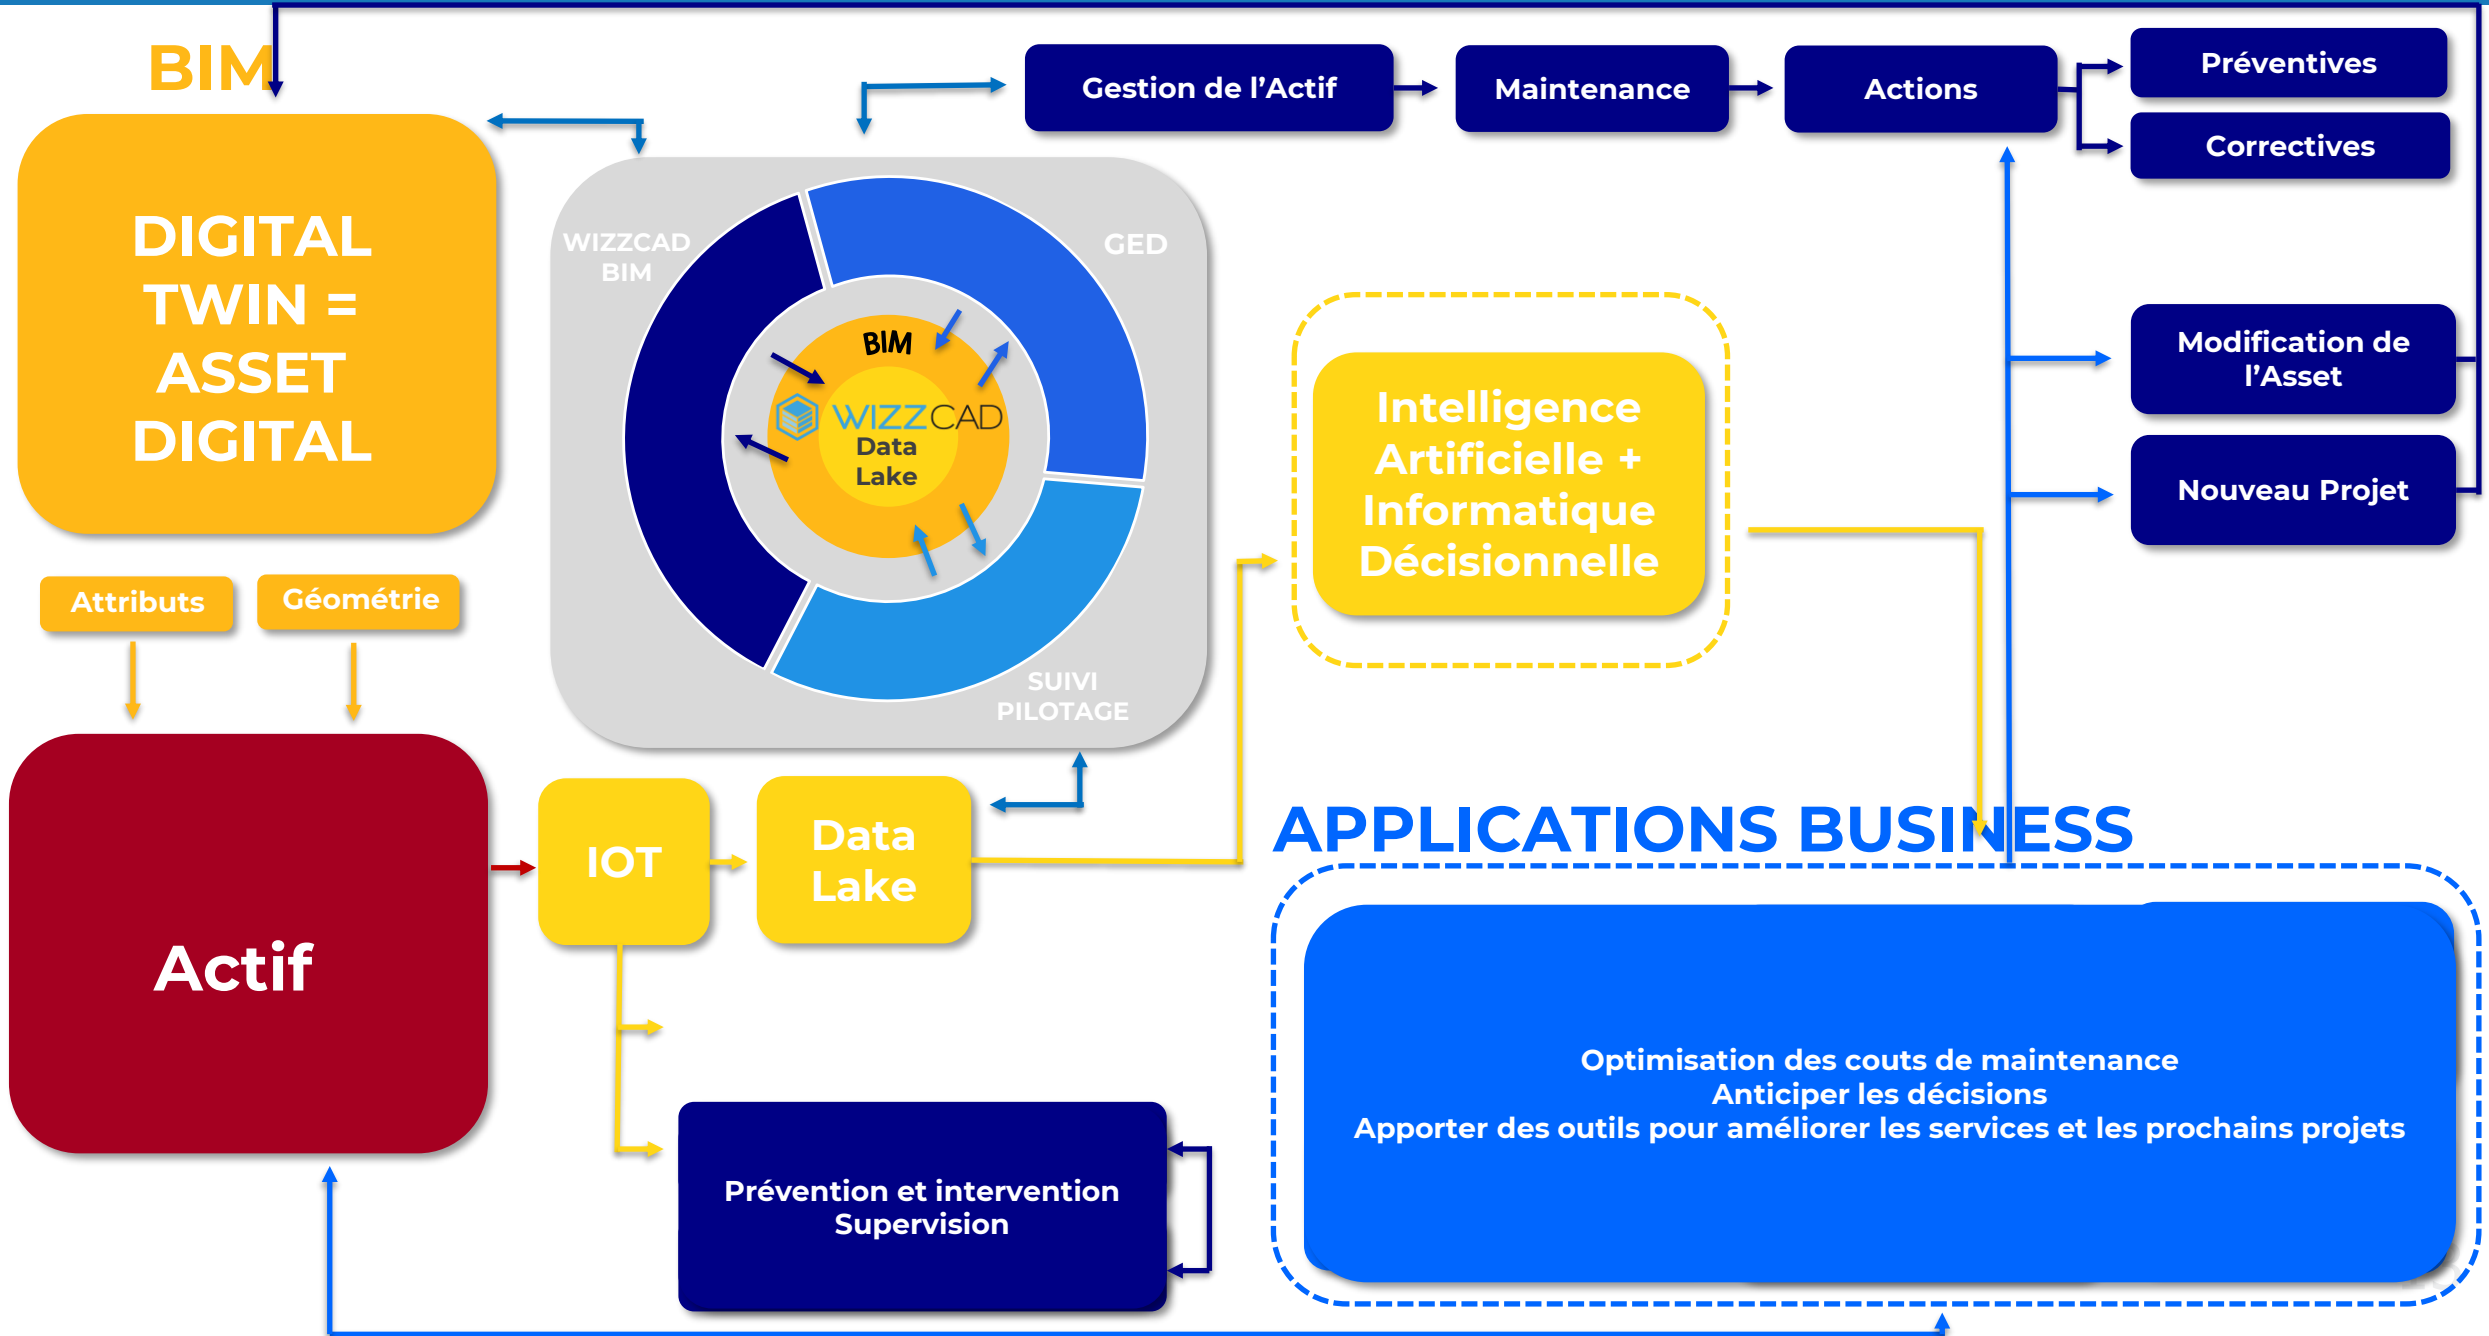 BIM
DIGITAL
TWIN =
ASSET
DIGITAL
Attributs
Géométrie
Actif
WIZZCAD
BIM
GED
BIM
WIZZCAD
Data
Lake
SUIVI
PILOTAGE
IOT
Data
Lake
Prévention et intervention
Supervision
Gestion de l’Actif
Maintenance
Actions
Préventives
Correctives
Intelligence
Artificielle +
Informatique
Décisionnelle
Modification de
l’Asset
Nouveau Projet
APPLICATIONS BUSINESS
Optimisation des couts de maintenance
Anticiper les décisions
Apporter des outils pour améliorer les services et les prochains projets